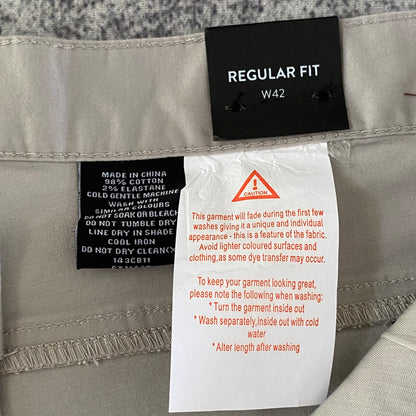 REGULAR FIT
W42
MADE IN CHINA
98% COTTON
2% ELASTANE
COLD GENTLE MACHINE
WASH WITH
SIMILAR COLOURS
DO NOT SOAK OR BLEACH
DO NOT TUMBLE DRY
LINE DRY IN SHADE
COOL IRON
DO NOT DRY CLEAN
143CB11
CAUTION
This garment will fade during the first few
washes giving it a unique and individual
appearance - this is a feature of the fabric.
Avoid lighter coloured surfaces and
clothing,as some dye transfer may occur.
To keep your garment looking great,
please note the following when washing:
* Turn the garment inside out
* Wash separately,inside out with cold
water
* Alter length after washing